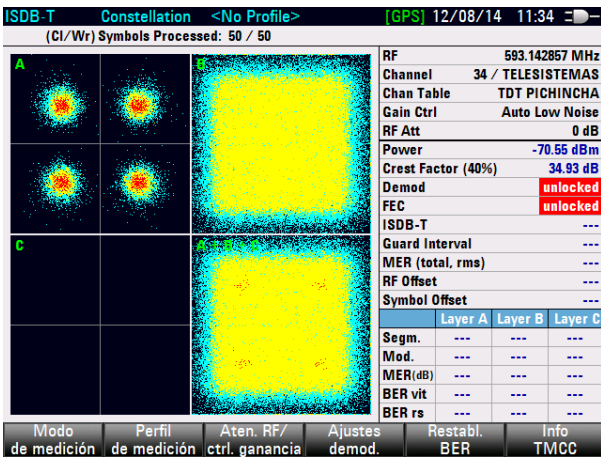 ISDB-T Constellation <No Profile> [GPS] 12/08/14 11:34
(Cl/Wr) Symbols Processed: 50 / 50
A
B
C
A + B + C
RF 593.142857 MHz
Channel 34 / TELESISTEMAS
Chan Table TDT PICHINCHA
Gain Ctrl Auto Low Noise
RF Att 0 dB
Power -70.55 dBm
Crest Factor (40%) 34.93 dB
Demod unlocked
FEC unlocked
ISDB-T ---
Guard Interval ---
MER (total, rms) ---
RF Offset ---
Symbol Offset ---
Layer A Layer B Layer C
Segm. --- --- ---
Mod. --- --- ---
MER(dB) --- --- ---
BER vit --- --- ---
BER rs --- --- ---
Modo de medición
Perfil de medición
Aten. RF/ ctrl. ganancia
Ajustes demod.
Restabl. BER
Info TMCC